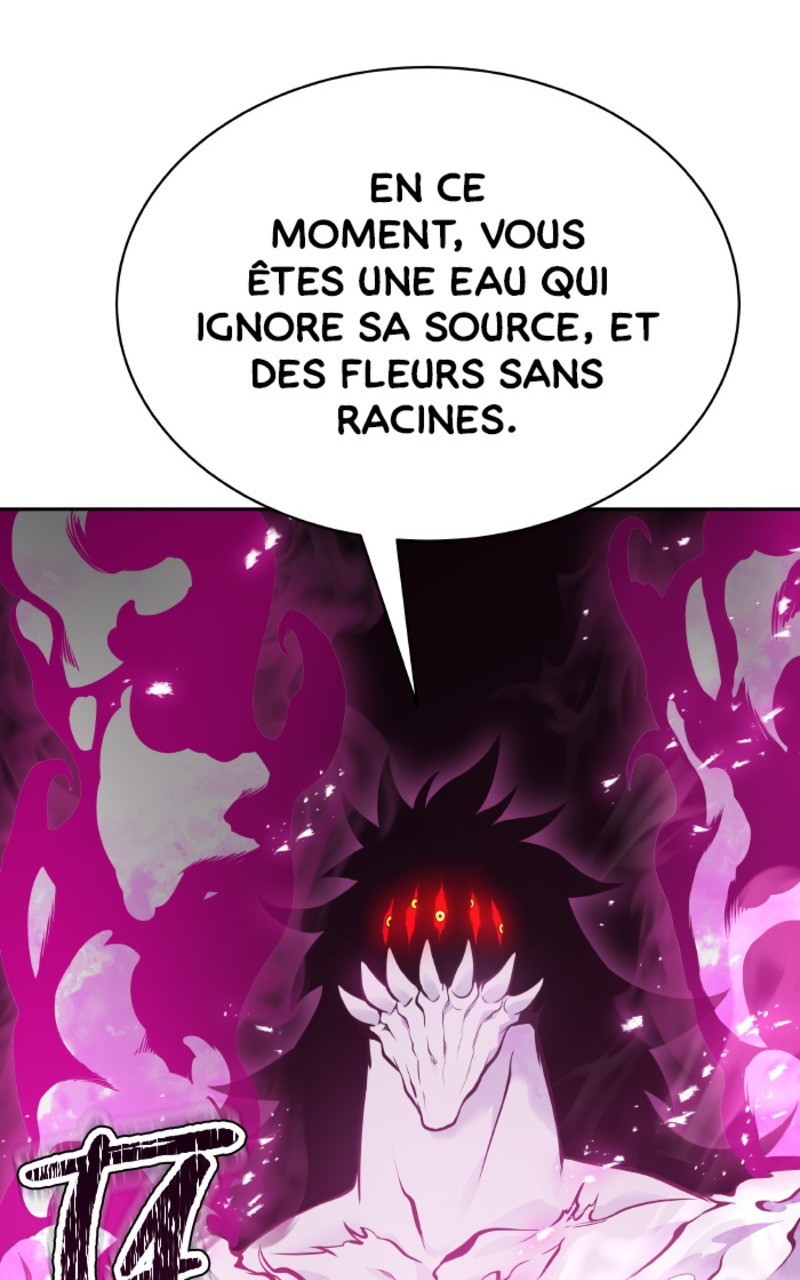 EN CE
MOMENT, VOUS
ÊTES UNE EAU QUI
IGNORE SA SOURCE, ET
DES FLEURS SANS
RACINES.